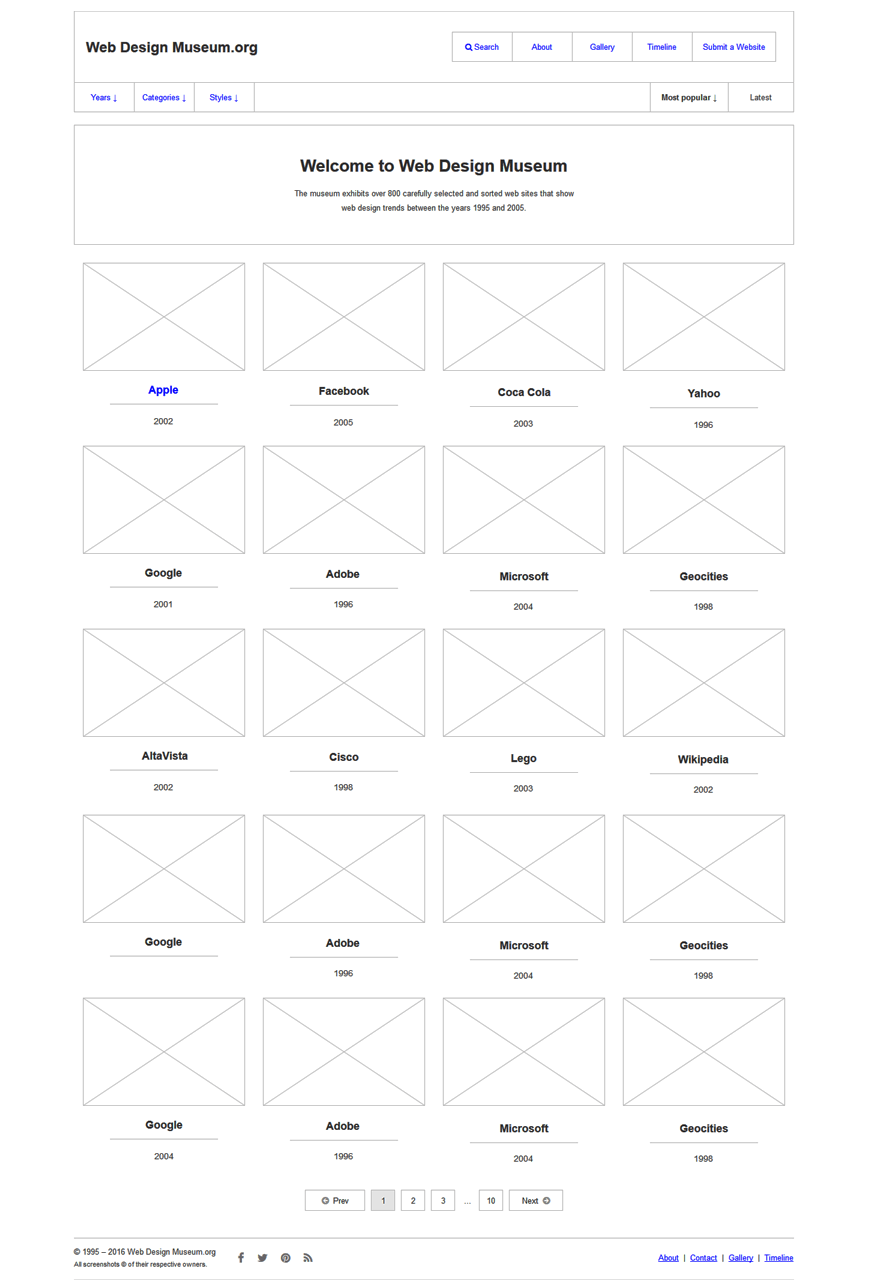 Web Design Museum.org
Search About Gallery Timeline Submit a Website
Years ↓ Categories ↓ Styles ↓ Most popular ↓ Latest
Welcome to Web Design Museum
The museum exhibits over 800 carefully selected and sorted web sites that show
web design trends between the years 1995 and 2005.
Apple Facebook Coca Cola Yahoo
2002 2005 2003 1996
Google Adobe Microsoft Geocities
2001 1996 2004 1998
AltaVista Cisco Lego Wikipedia
2002 1998 2003 2002
Google Adobe Microsoft Geocities
1996 2004 1998
Google Adobe Microsoft Geocities
2004 1996 2004 1998
Prev 1 2 3 ... 10 Next
© 1995 – 2016 Web Design Museum.org
All screenshots © of their respective owners.
About | Contact | Gallery | Timeline